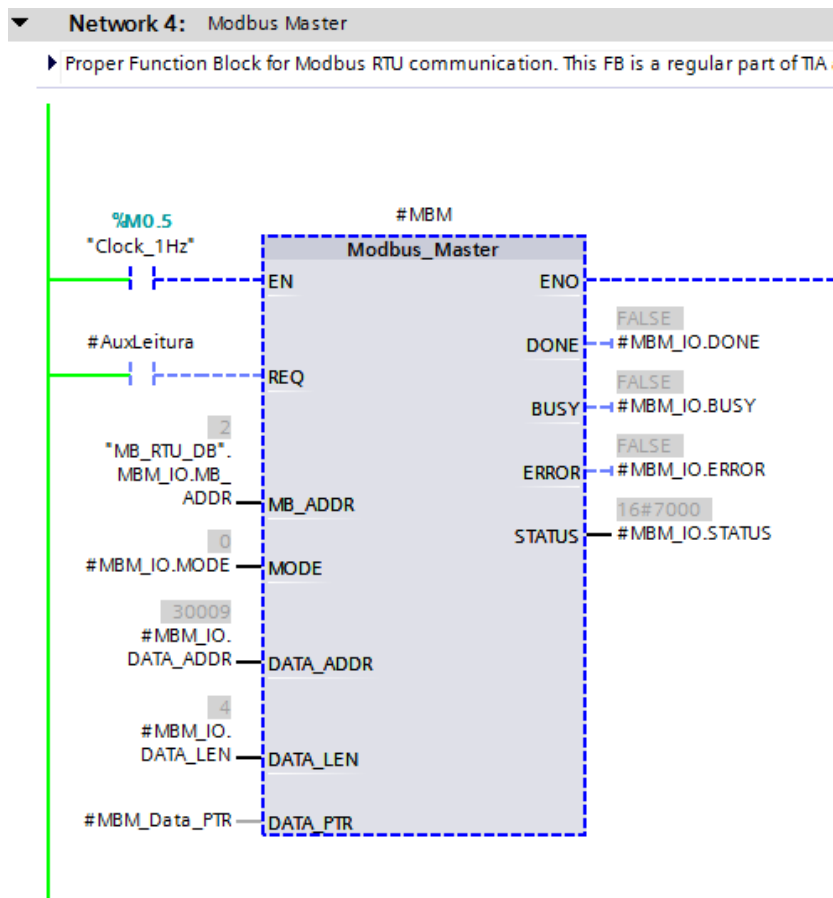 Network 4: Modbus Master
Proper Function Block for Modbus RTU communication. This FB is a regular part of TIA
%M0.5
"Clock_1Hz"
#MBM
Modbus_Master
EN
ENO
FALSE
#AuxLeitura
DONE
#MBM_IO.DONE
REQ
FALSE
BUSY
#MBM_IO.BUSY
2
"MB_RTU_DB".
MBM_IO.MB_
ADDR
MB_ADDR
FALSE
ERROR
#MBM_IO.ERROR
16#7000
STATUS
#MBM_IO.STATUS
0
#MBM_IO.MODE
MODE
30009
#MBM_IO.
DATA_ADDR
DATA_ADDR
4
#MBM_IO.
DATA_LEN
DATA_LEN
#MBM_Data_PTR
DATA_PTR